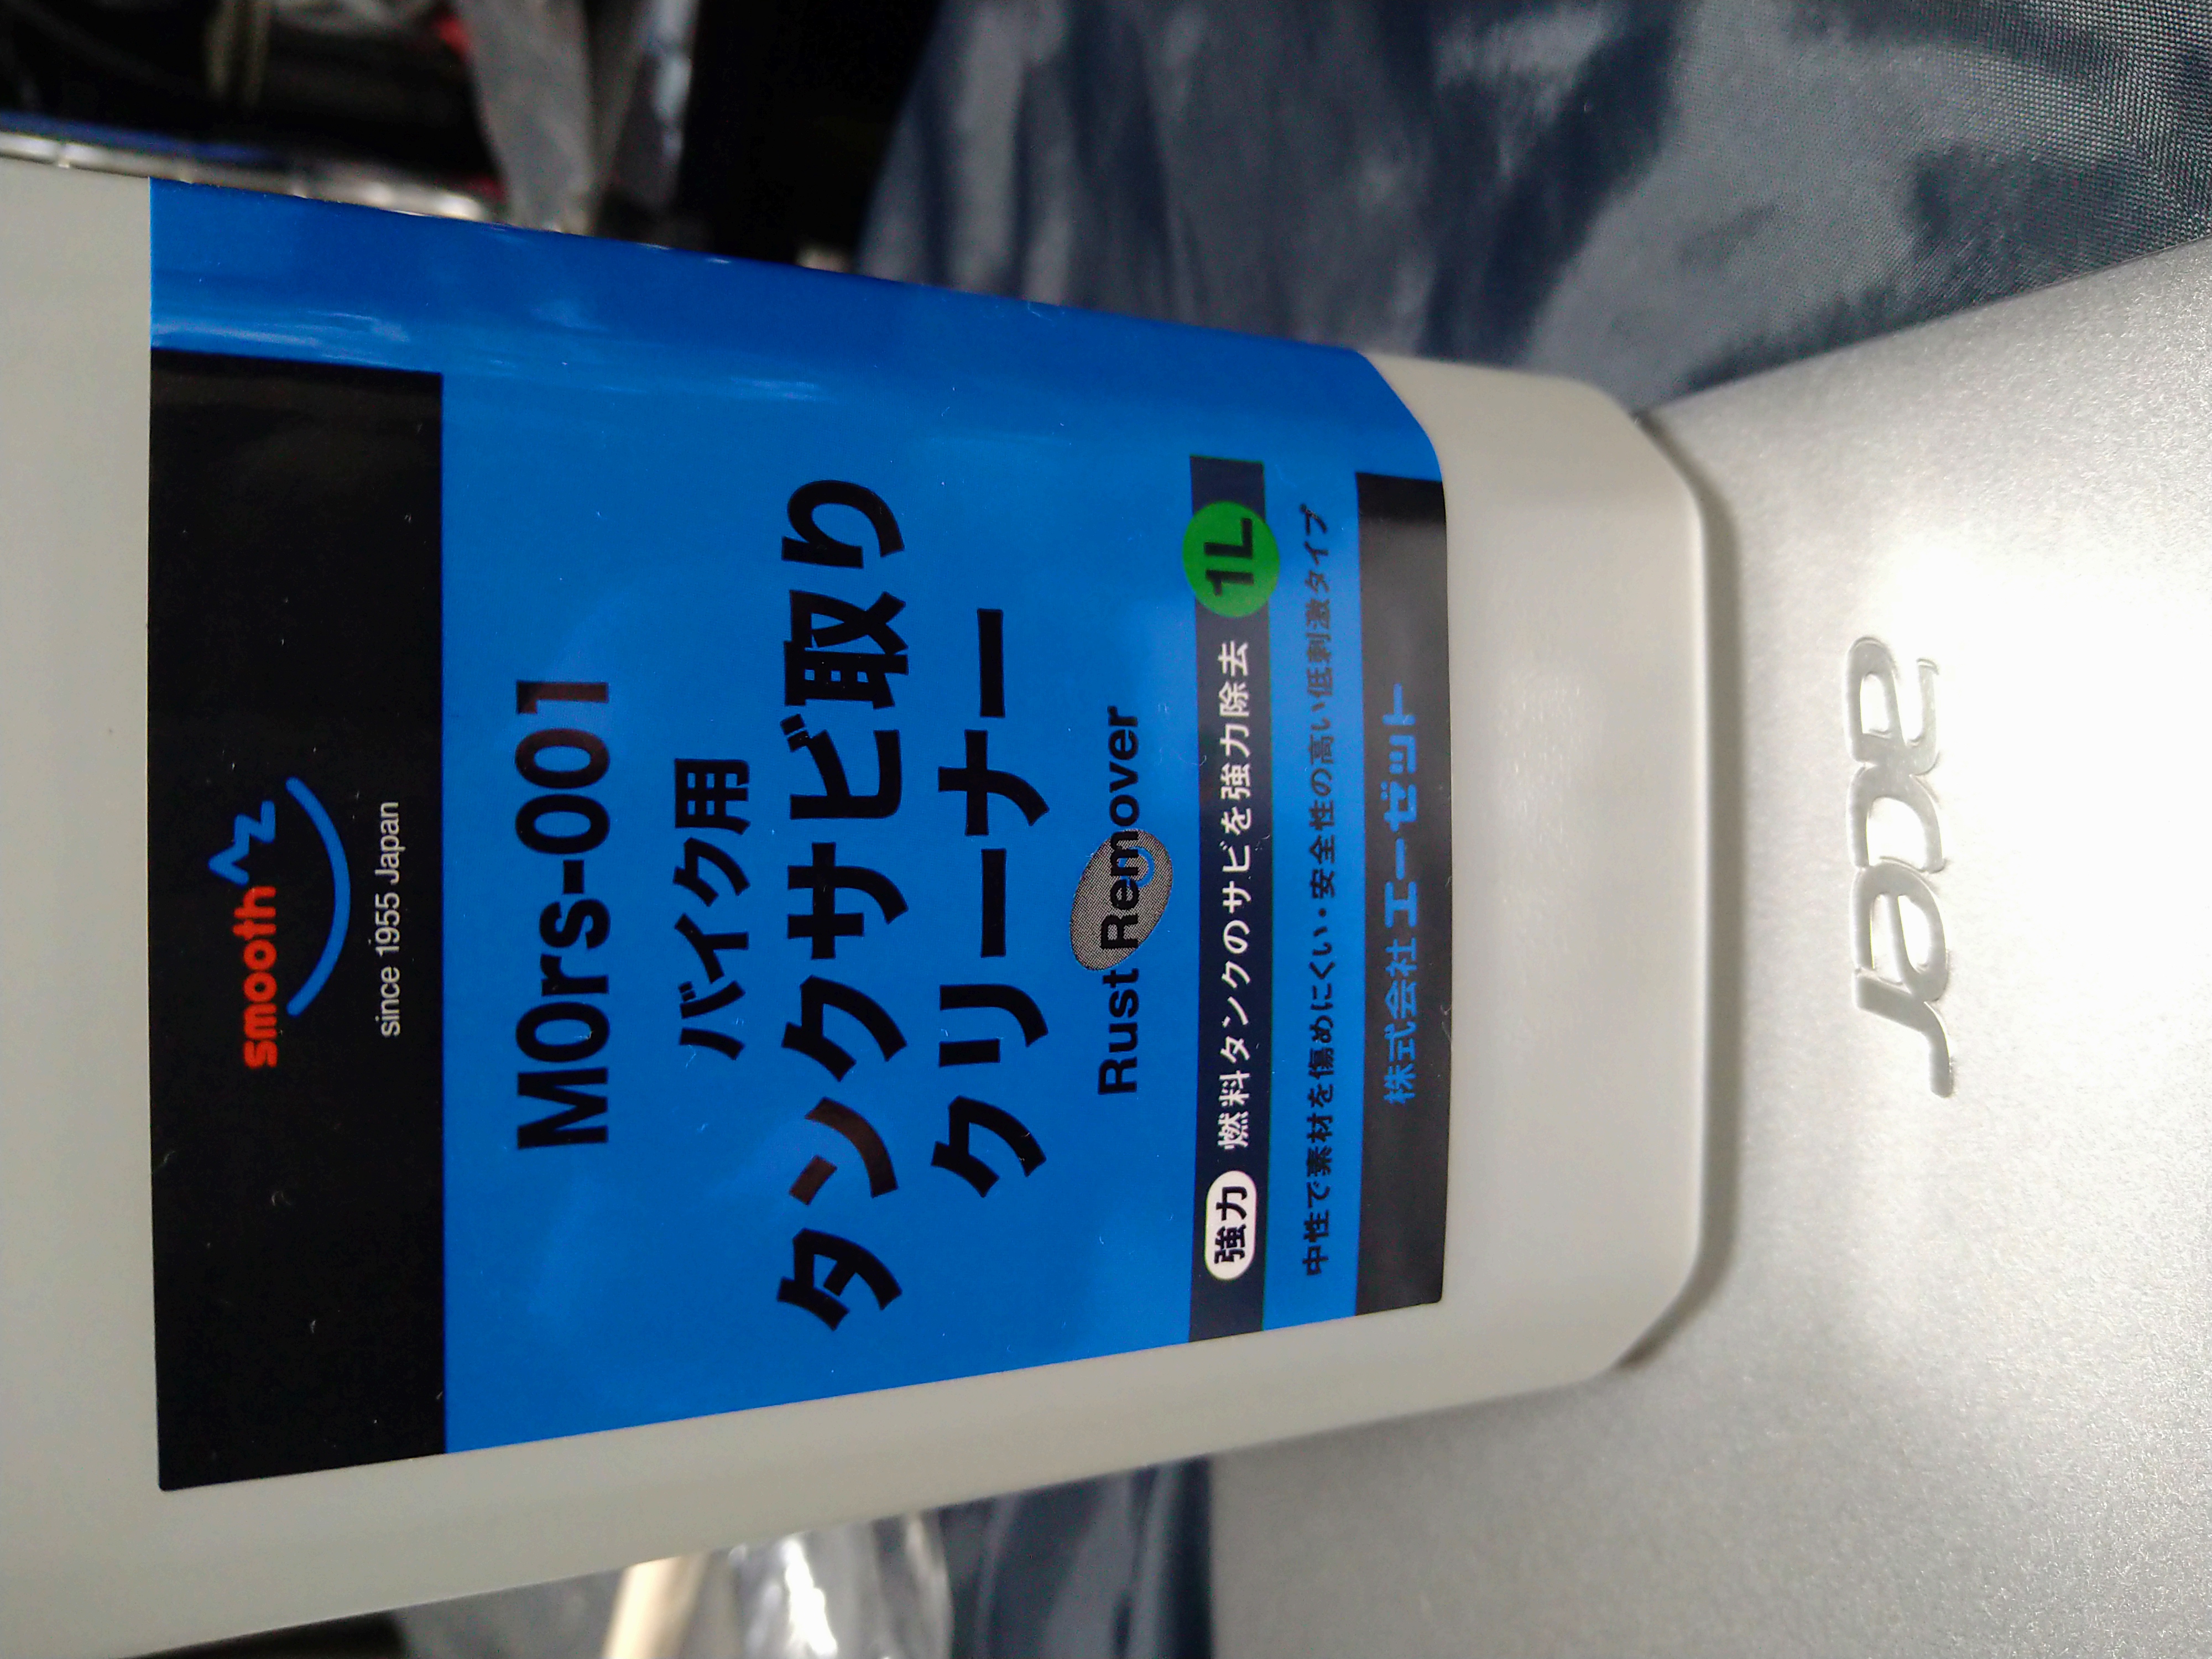 smooth AZ
since 1955 Japan
MOrs-001
バイク用
タンクサビ取り
クリーナー
Rust Remover
強力 燃料タンクのサビを強力除去 1L
中性で素材を傷めにくい・安全性の高い低刺激タイプ
株式会社エーゼット
acer